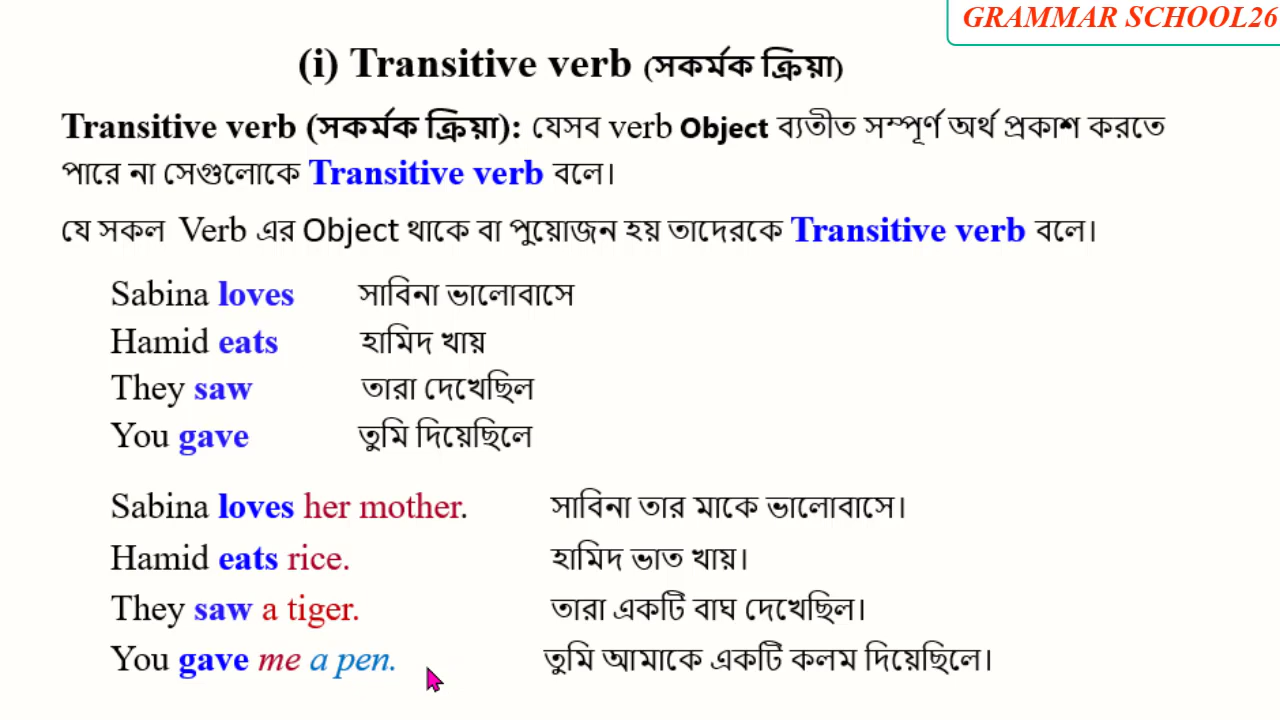 GRAMMAR SCHOOL26
(i) Transitive verb (সকর্মক ক্রিয়া)
Transitive verb (সকর্মক ক্রিয়া): যেসব verb Object ব্যতীত সম্পূর্ণ অর্থ প্রকাশ করতে
পারে না সেগুলোকে Transitive verb বলে।
যে সকল Verb এর Object থাকে বা পুয়োজন হয় তাদেরকে Transitive verb বলে।
Sabina loves সাবিনা ভালোবাসে
Hamid eats হামিদ খায়
They saw তারা দেখেছিল
You gave তুমি দিয়েছিলে
Sabina loves her mother. সাবিনা তার মাকে ভালোবাসে।
Hamid eats rice. হামিদ ভাত খায়।
They saw a tiger. তারা একটি বাঘ দেখেছিল।
You gave me a pen. তুমি আমাকে একটি কলম দিয়েছিলে।